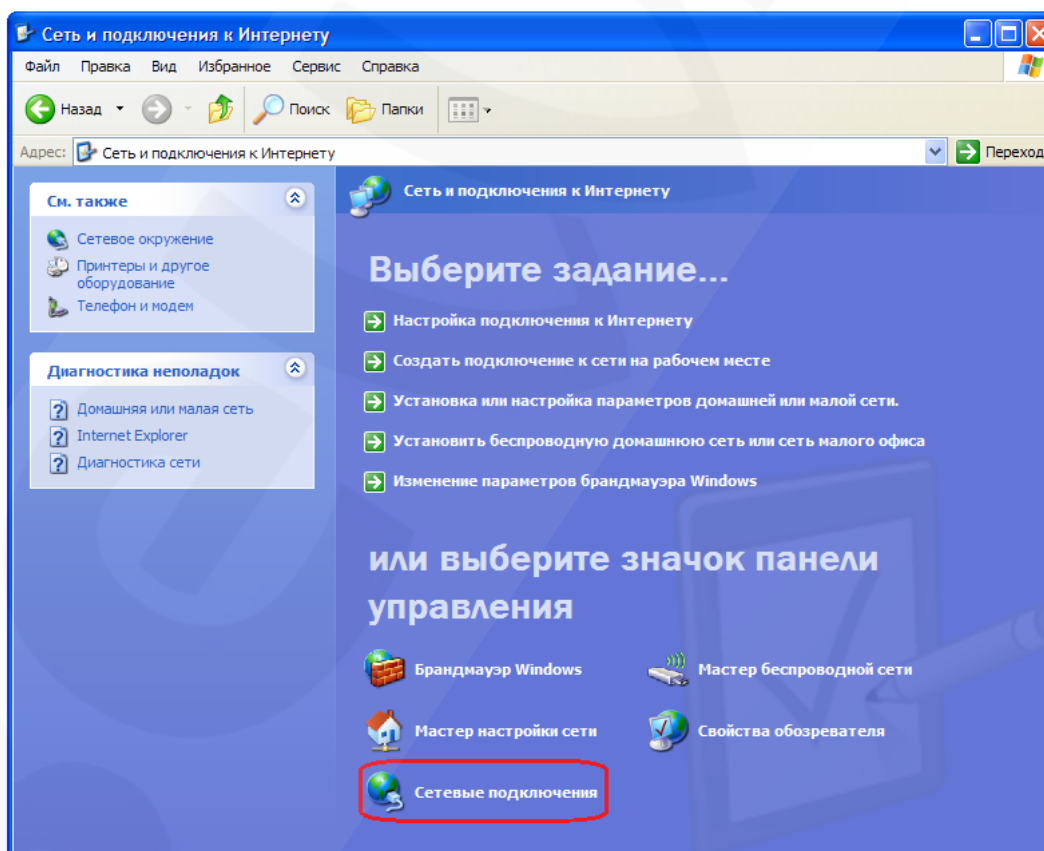 Сеть и подключения к Интернету
Файл Правка Вид Избранное Сервис Справка
Назад Поиск Папки
Адрес: Сеть и подключения к Интернету Переход
См. также
Сетевое окружение
Принтеры и другое
оборудование
Телефон и модем
Диагностика неполадок
Домашняя или малая сеть
Internet Explorer
Диагностика сети
Сеть и подключения к Интернету
Выберите задание...
Настройка подключения к Интернету
Создать подключение к сети на рабочем месте
Установка или настройка параметров домашней или малой сети.
Установить беспроводную домашнюю сеть или сеть малого офиса
Изменение параметров брандмауэра Windows
или выберите значок панели
управления
Брандмауэр Windows Мастер беспроводной сети
Мастер настройки сети Свойства обозревателя
Сетевые подключения